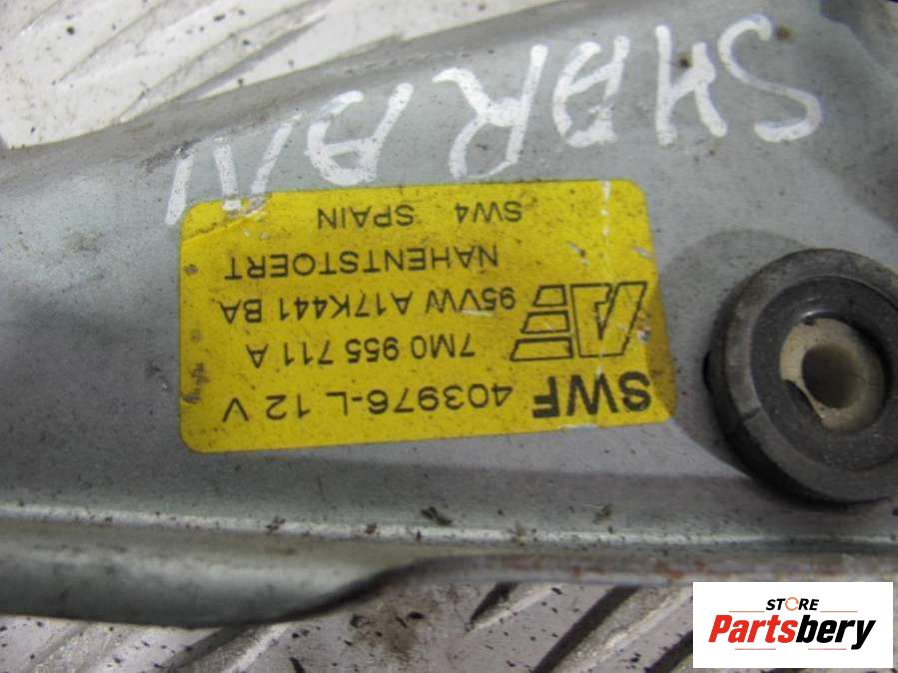 SHARAN
SWF 403976-L 12 V
7M0 955 711 A
95VW A17K441 BA
NAHENTSTOERT
SW4 SPAIN
STORE
Partsbery